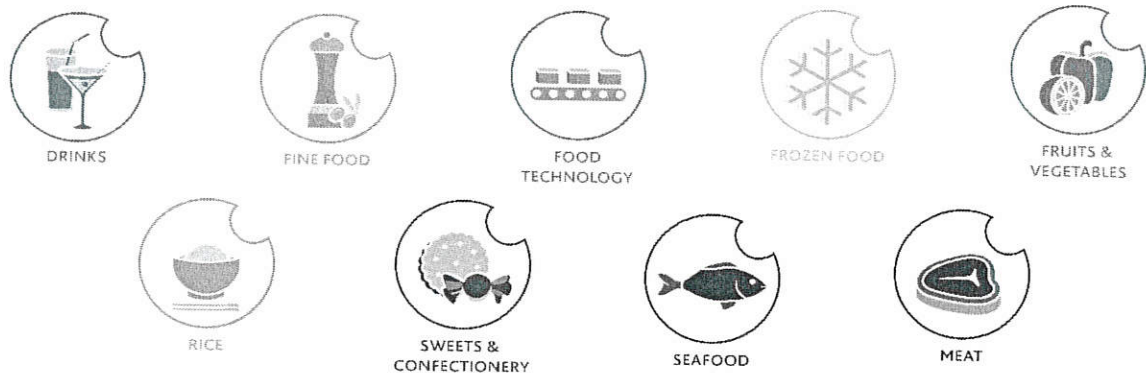 DRINKS
FINE FOOD
FOOD
TECHNOLOGY
FROZEN FOOD
FRUITS &
VEGETABLES
RICE
SWEETS &
CONFECTIONERY
SEAFOOD
MEAT